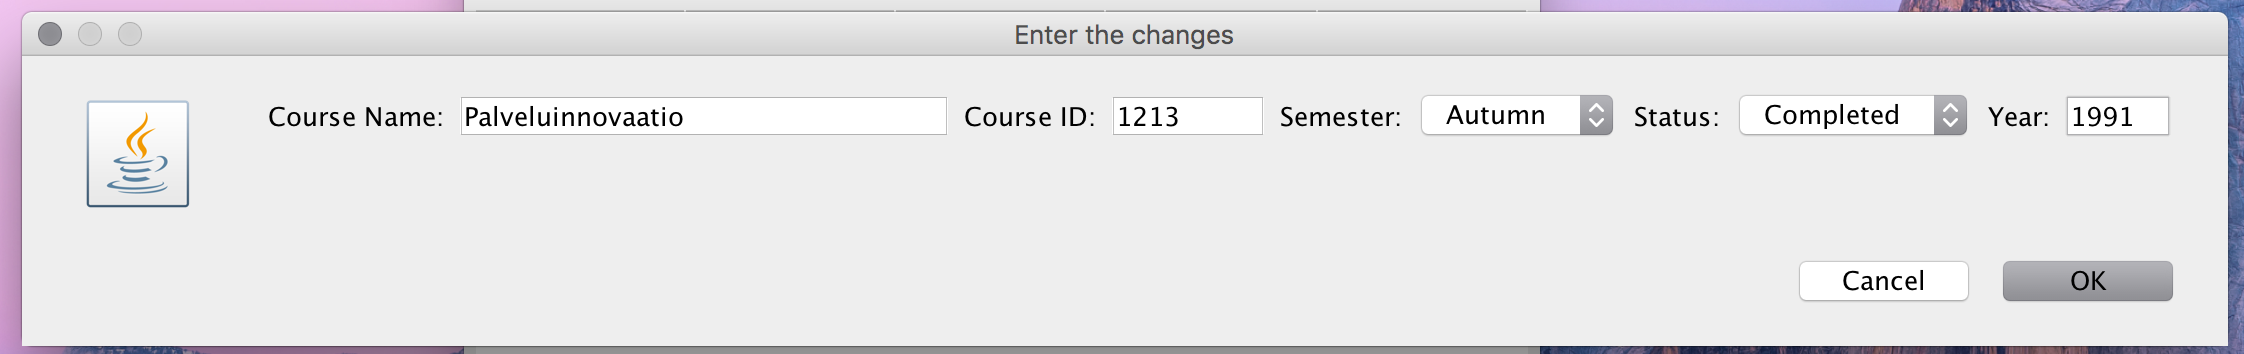 Enter the changes
Course Name: Palveluinnovaatio Course ID: 1213 Semester: Autumn Status: Completed Year: 1991
Cancel OK